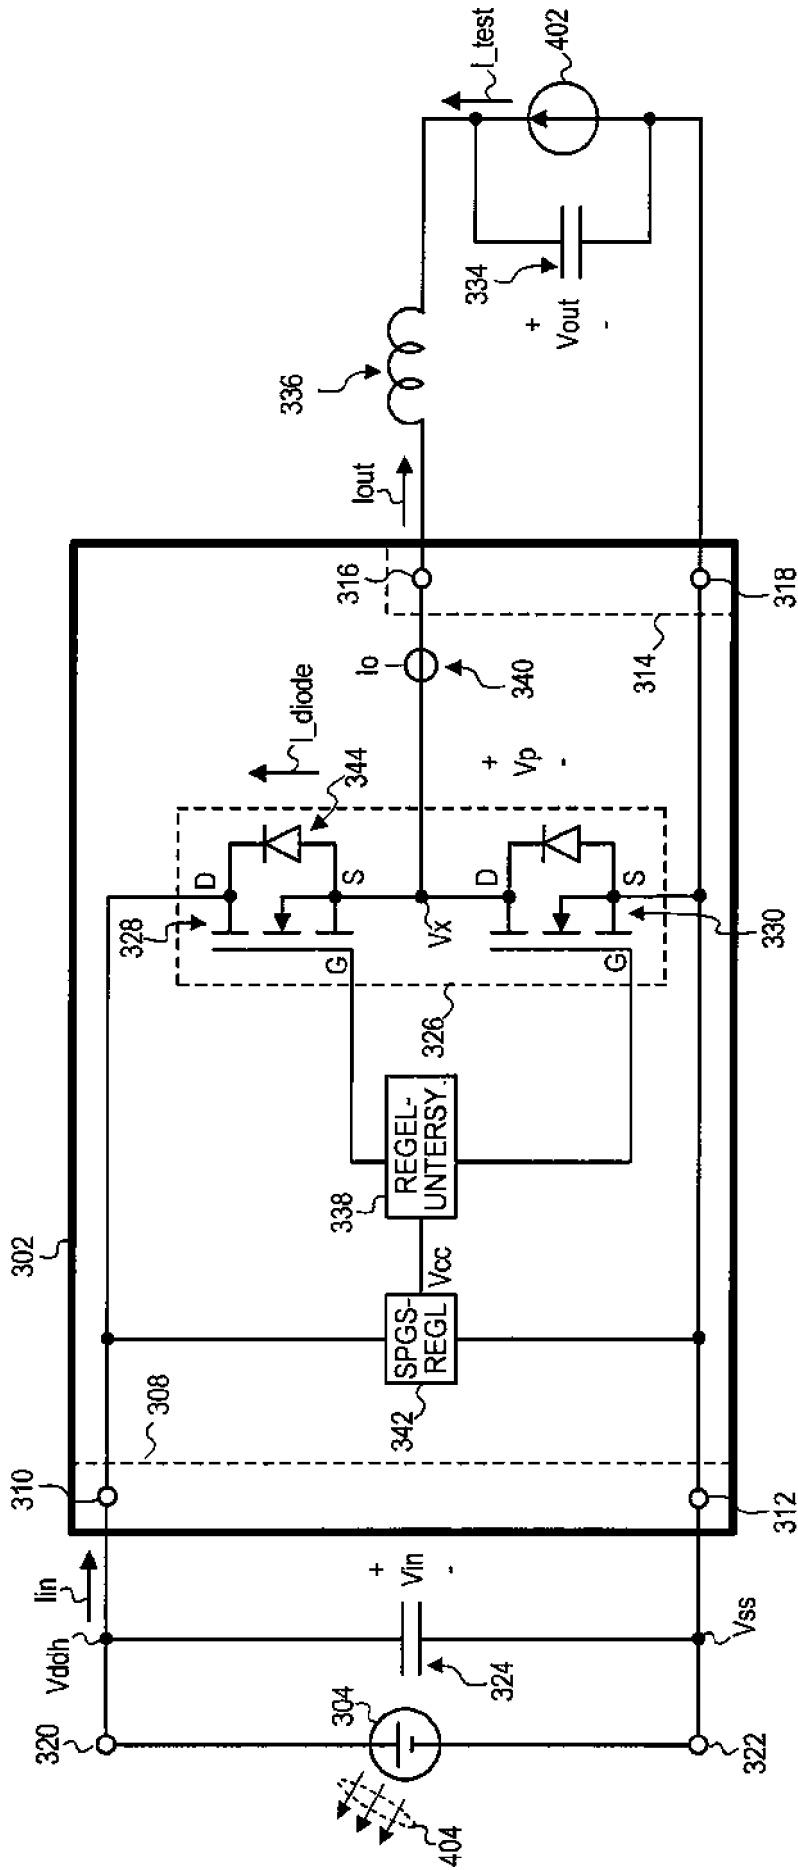 302
308
310
Iin
Vddh
320
304
404
+
Vin
-
324
Vss
322
312
SPGS-
REGL
342
Vcc
REGEL-
UNTERSY.
338
326
328
D
G
S
344
I_diode
Vx
D
G
S
330
+
Vp
-
Io
340
314
316
318
Iout
336
334
+
Vout
-
I_test
402